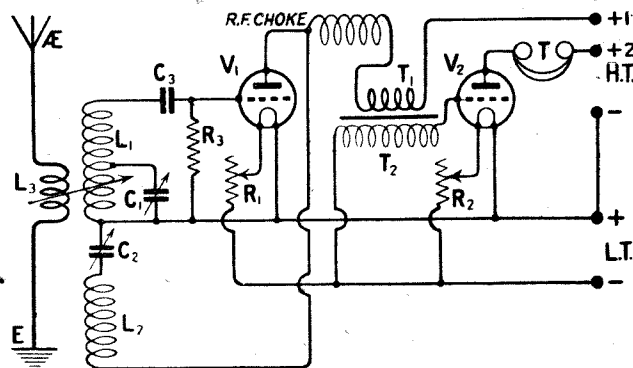 Æ
R.F. CHOKE
+1
V₁
T₁
V₂
T
+2
H.T.
C₃
L₁
R₃
T₂
-
L₃
C₁
R₁
R₂
+
C₂
L.T.
-
L₂
E